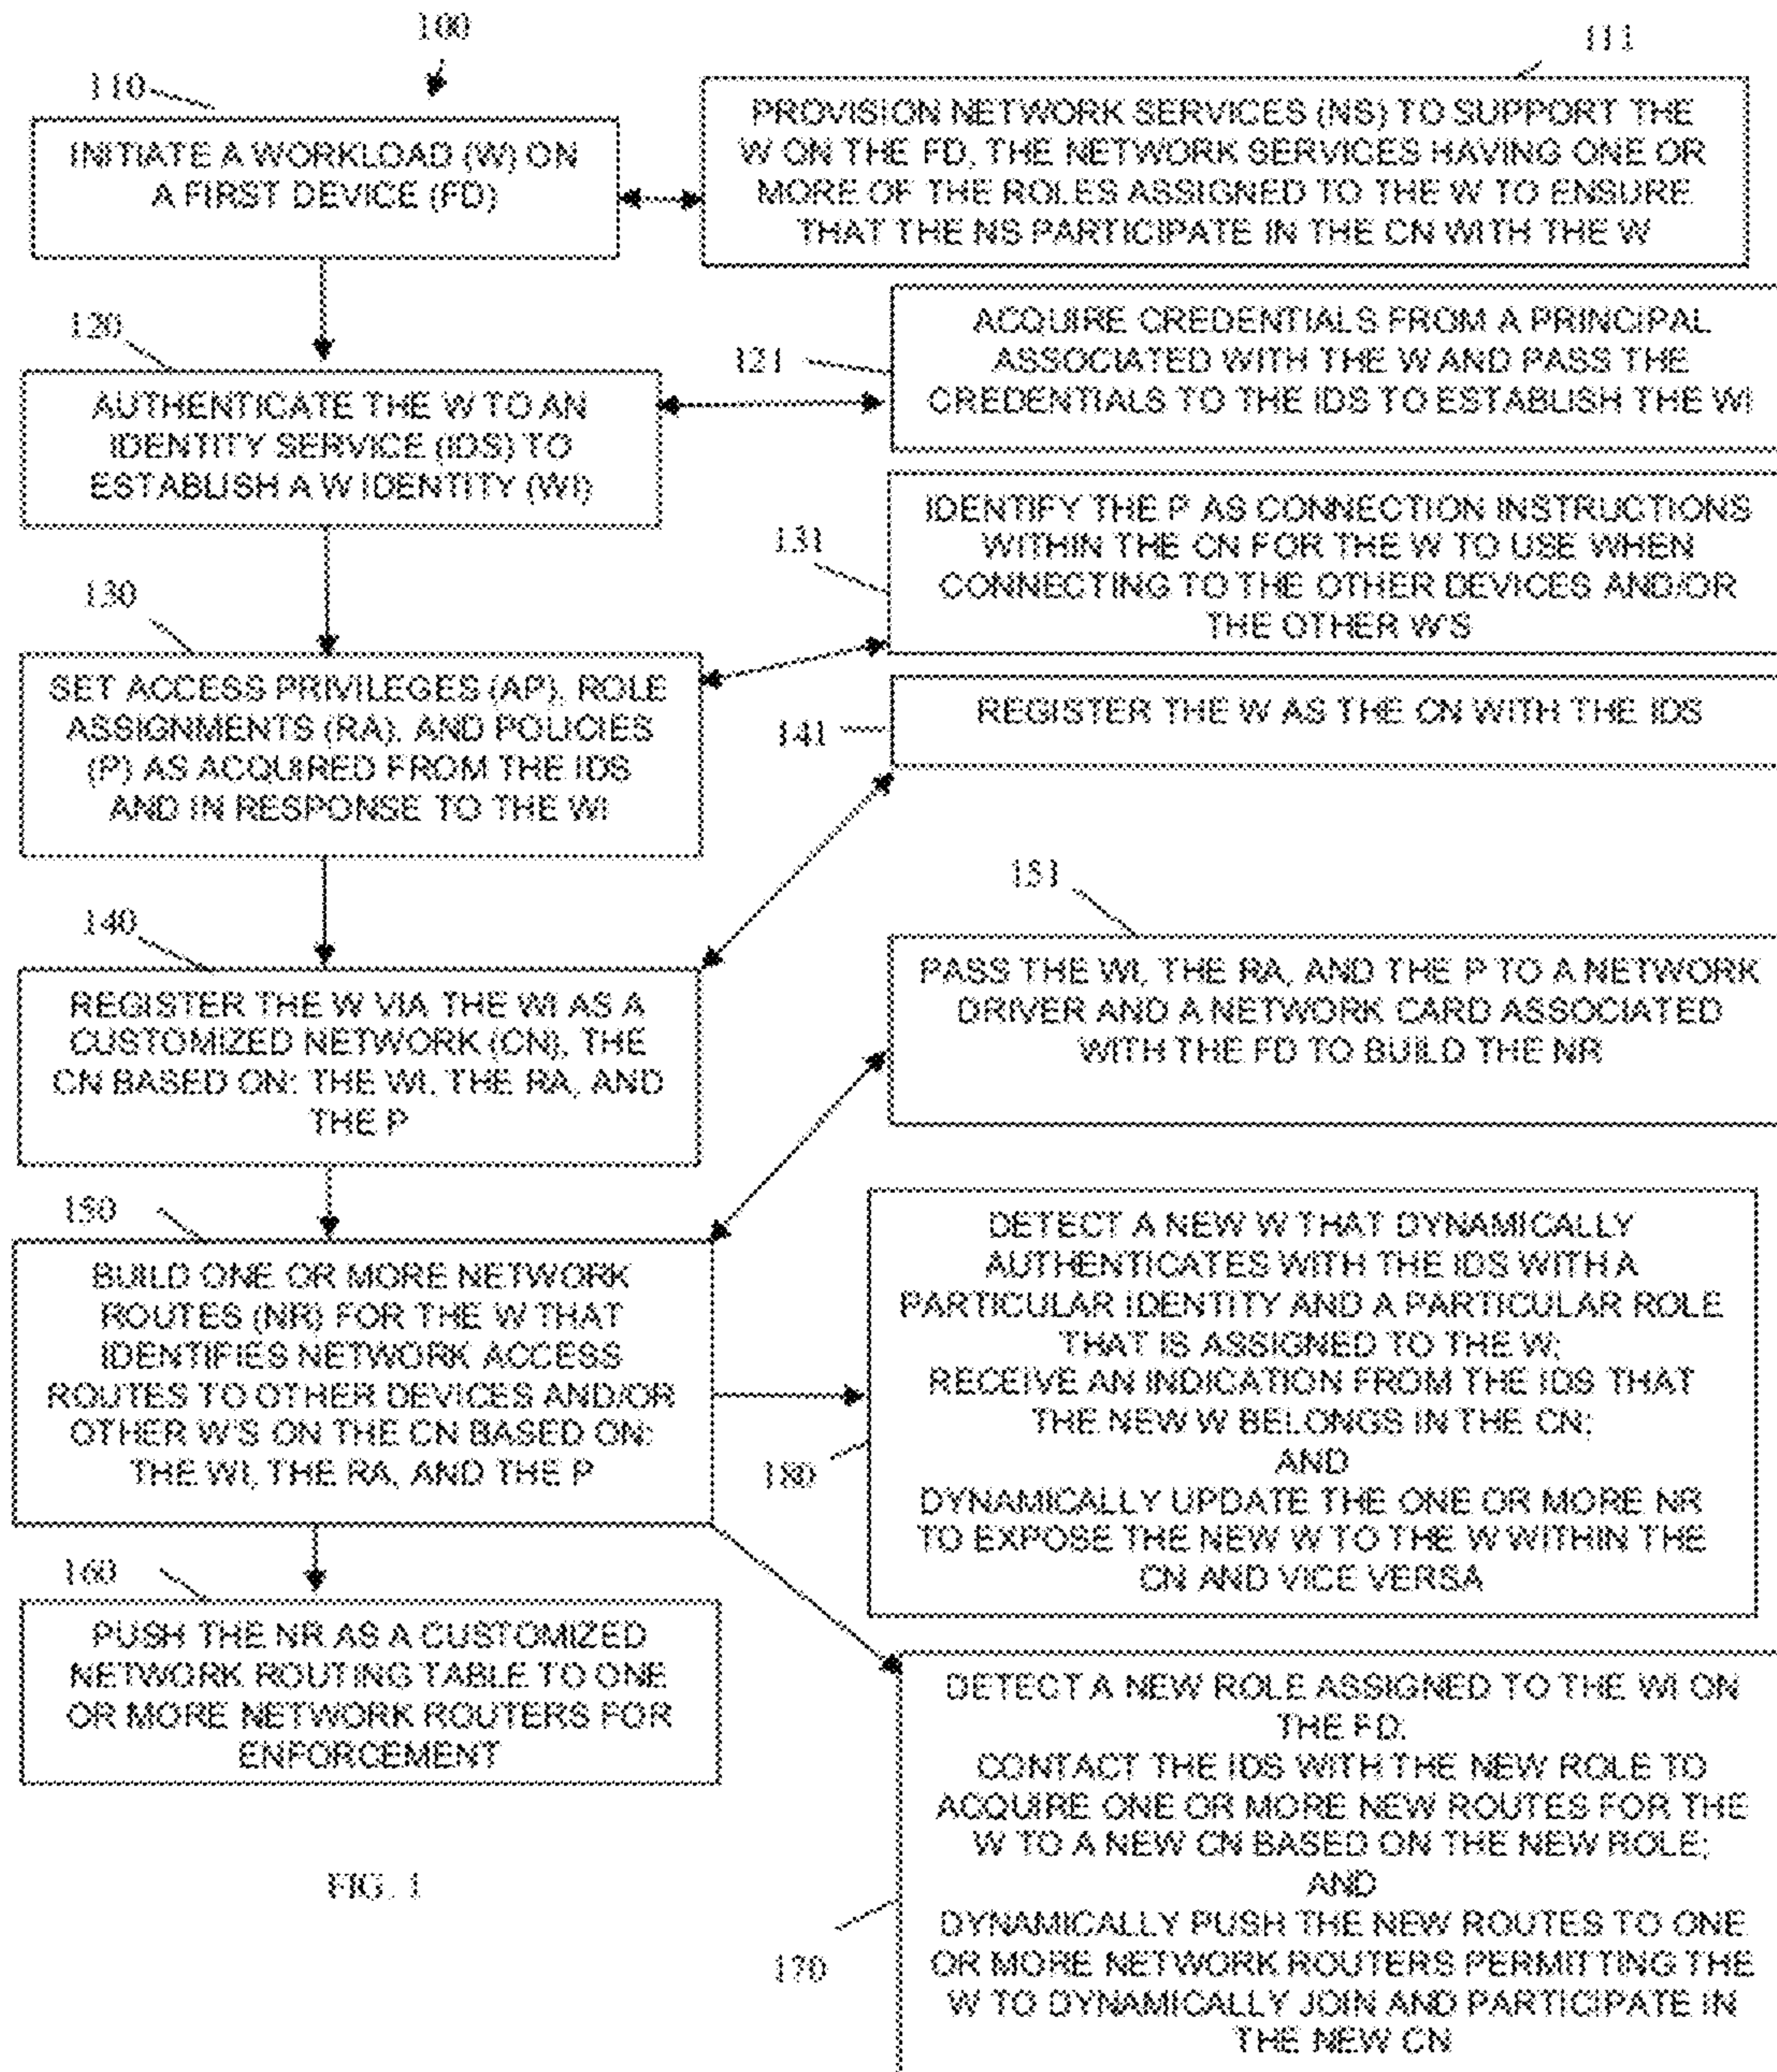 100
111
110
INITIATE A WORKLOAD (W) ON
A FIRST DEVICE (FD)
PROVISION NETWORK SERVICES (NS) TO SUPPORT THE
W ON THE FD, THE NETWORK SERVICES HAVING ONE OR
MORE OF THE ROLES ASSIGNED TO THE W TO ENSURE
THAT THE NS PARTICIPATE IN THE CN WITH THE W
120
AUTHENTICATE THE W TO AN
IDENTITY SERVICE (IDS) TO
ESTABLISH A W IDENTITY (WI)
121
ACQUIRE CREDENTIALS FROM A PRINCIPAL
ASSOCIATED WITH THE W AND PASS THE
CREDENTIALS TO THE IDS TO ESTABLISH THE WI
131
IDENTIFY THE P AS CONNECTION INSTRUCTIONS
WITHIN THE CN FOR THE W TO USE WHEN
CONNECTING TO THE OTHER DEVICES AND/OR
THE OTHER W'S
130
SET ACCESS PRIVILEGES (AP), ROLE
ASSIGNMENTS (RA), AND POLICIES
(P) AS ACQUIRED FROM THE IDS
AND IN RESPONSE TO THE WI
141
REGISTER THE W AS THE CN WITH THE IDS
140
REGISTER THE W VIA THE WI AS A
CUSTOMIZED NETWORK (CN), THE
CN BASED ON: THE WI, THE RA, AND
THE P
151
PASS THE WI, THE RA, AND THE P TO A NETWORK
DRIVER AND A NETWORK CARD ASSOCIATED
WITH THE FD TO BUILD THE NR
150
BUILD ONE OR MORE NETWORK
ROUTES (NR) FOR THE W THAT
IDENTIFIES NETWORK ACCESS
ROUTES TO OTHER DEVICES AND/OR
OTHER W'S ON THE CN BASED ON:
THE WI, THE RA, AND THE P
180
DETECT A NEW W THAT DYNAMICALLY
AUTHENTICATES WITH THE IDS WITH A
PARTICULAR IDENTITY AND A PARTICULAR ROLE
THAT IS ASSIGNED TO THE W;
RECEIVE AN INDICATION FROM THE IDS THAT
THE NEW W BELONGS IN THE CN;
AND
DYNAMICALLY UPDATE THE ONE OR MORE NR
TO EXPOSE THE NEW W TO THE W WITHIN THE
CN AND VICE VERSA
160
PUSH THE NR AS A CUSTOMIZED
NETWORK ROUTING TABLE TO ONE
OR MORE NETWORK ROUTERS FOR
ENFORCEMENT
170
DETECT A NEW ROLE ASSIGNED TO THE WI ON
THE FD;
CONTACT THE IDS WITH THE NEW ROLE TO
ACQUIRE ONE OR MORE NEW ROUTES FOR THE
W TO A NEW CN BASED ON THE NEW ROLE;
AND
DYNAMICALLY PUSH THE NEW ROUTES TO ONE
OR MORE NETWORK ROUTERS PERMITTING THE
W TO DYNAMICALLY JOIN AND PARTICIPATE IN
THE NEW CN
FIG. 1